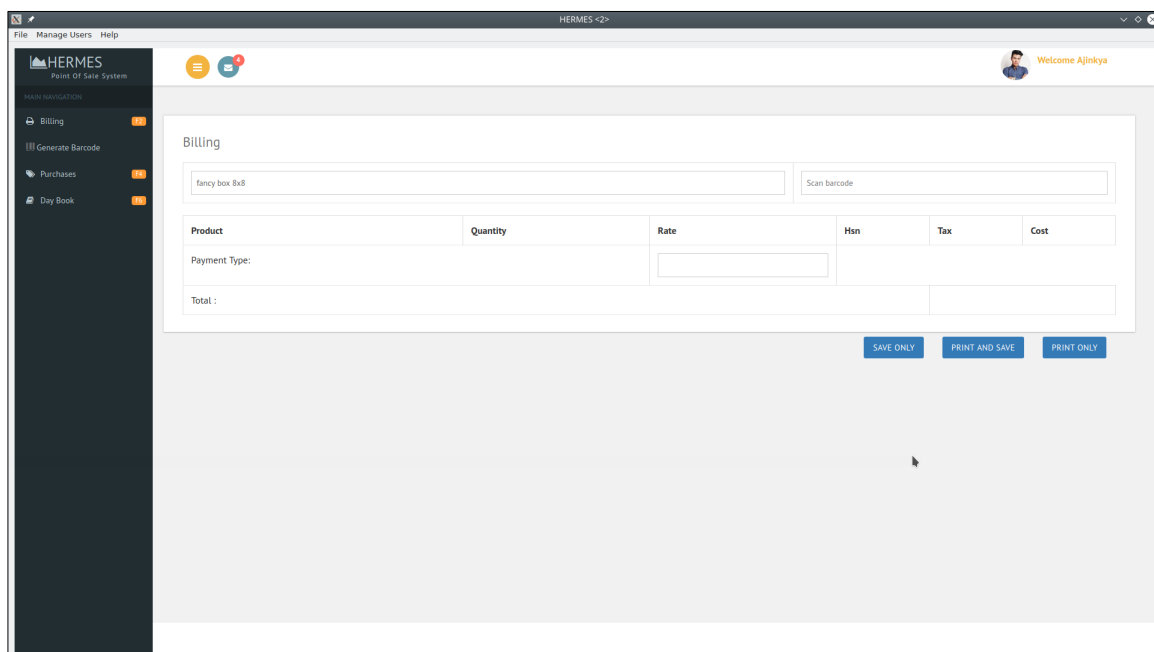 HERMES <2>
File Manage Users Help
HERMES
Point Of Sale System
4
Welcome Ajinkya
MAIN NAVIGATION
Billing F2
Generate Barcode
Purchases F4
Day Book F6
Billing
fancy box 8x8 Scan barcode
Product Quantity Rate Hsn Tax Cost
Payment Type:
Total :
SAVE ONLY PRINT AND SAVE PRINT ONLY